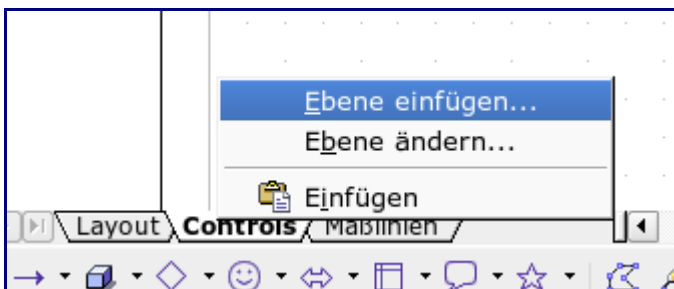 Ebene einfügen...
Ebene ändern...
Einfügen
Layout Controls Maßlinien